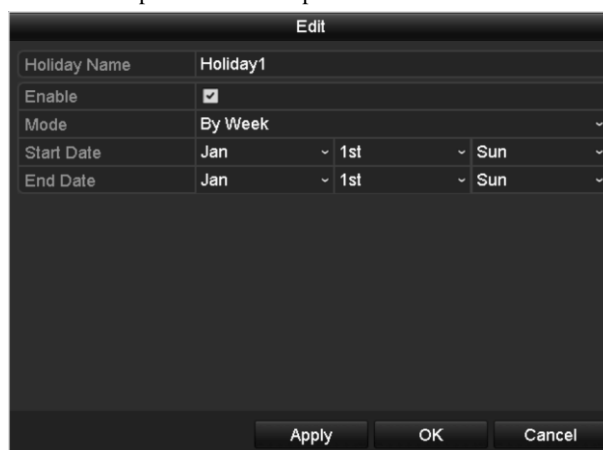 Edit
Holiday Name Holiday1
Enable
Mode By Week
Start Date Jan 1st Sun
End Date Jan 1st Sun
Apply OK Cancel